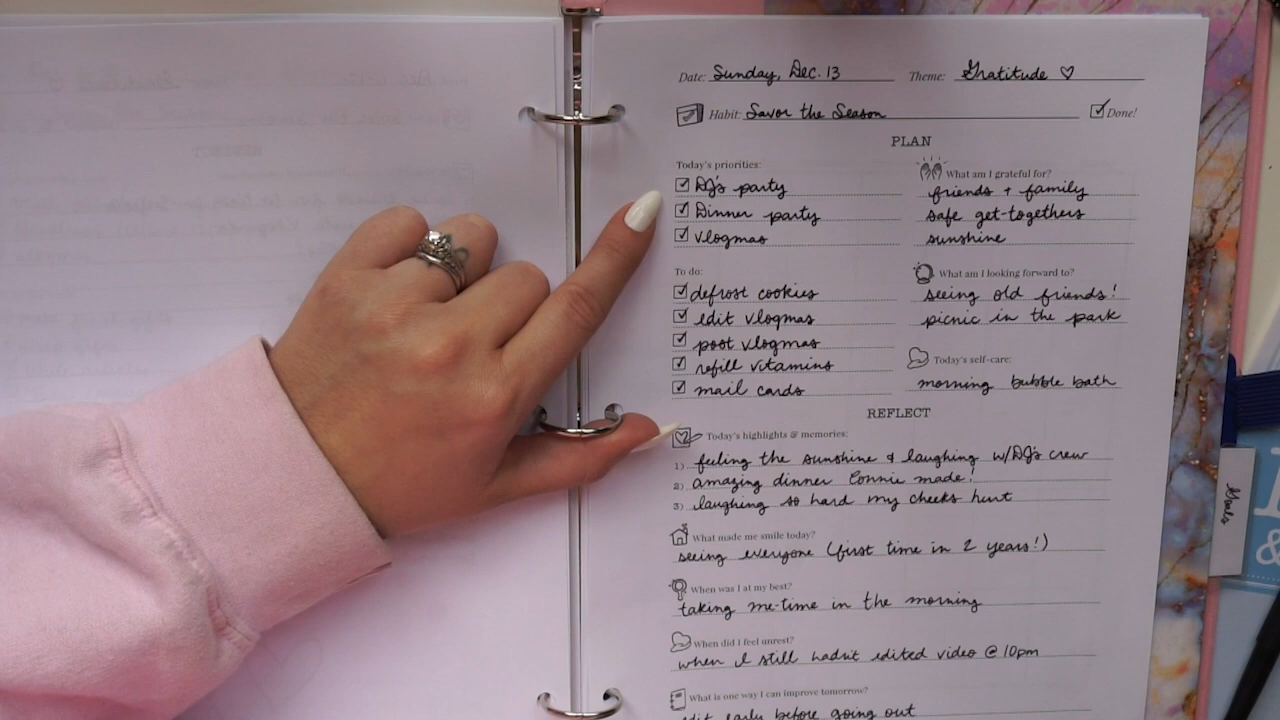 Date: Sunday, Dec. 13 Theme: Gratitude ♡
Habit: Savor the Season Done!
PLAN
Today's priorities:
DJ's party
Dinner party
vlogmas
To do:
defrost cookies
edit vlogmas
post vlogmas
refill vitamins
mail cards
What am I grateful for?
friends + family
safe get-togethers
sunshine
What am I looking forward to?
seeing old friends!
picnic in the park
Today's self-care:
morning bubble bath
REFLECT
Today's highlights & memories:
1) feeling the sunshine & laughing w/DJ's crew
2) amazing dinner Connie made!
3) laughing so hard my cheeks hurt
What made me smile today?
seeing everyone (first time in 2 years!)
When was I at my best?
taking me-time in the morning
When did I feel unrest?
when I still hadn't edited video @ 10pm
What is one way I can improve tomorrow?
edit early before going out
Goals
&